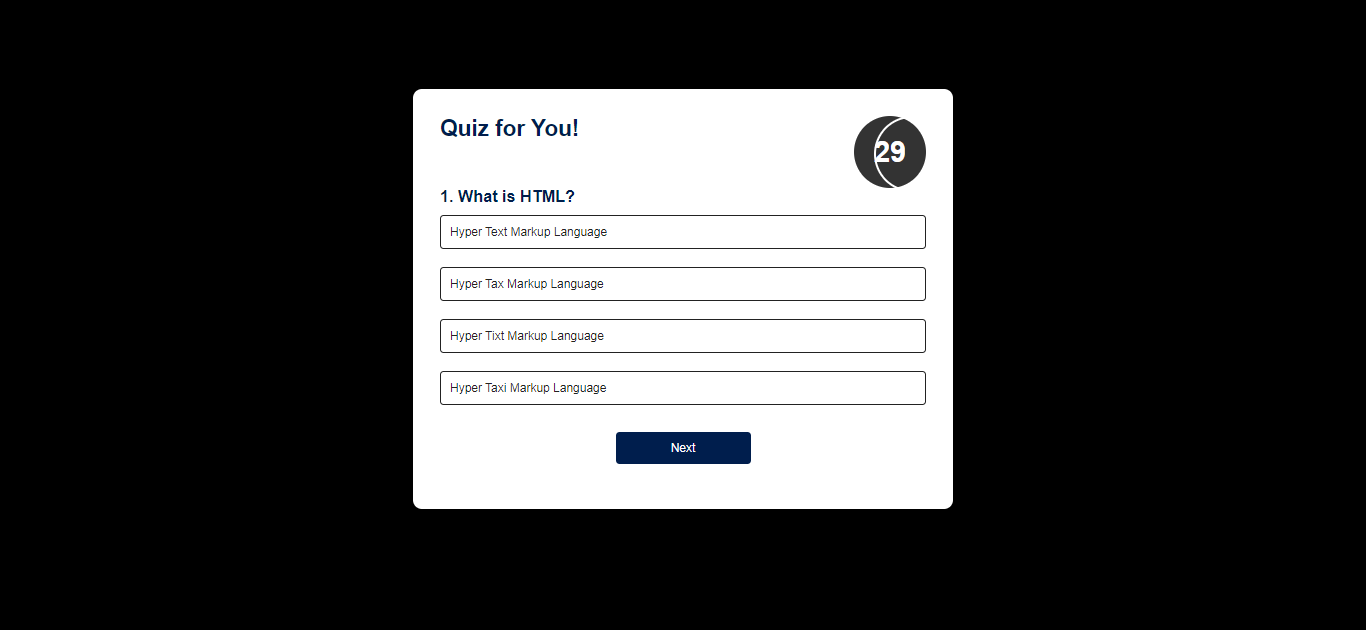 Quiz for You!
29
1. What is HTML?
Hyper Text Markup Language
Hyper Tax Markup Language
Hyper Tixt Markup Language
Hyper Taxi Markup Language
Next